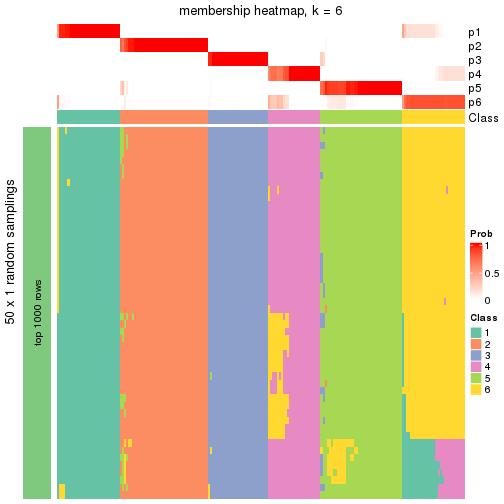 membership heatmap, k = 6
p1
p2
p3
p4
p5
p6
Class
50 x 1 random samplings
top 1000 rows
Prob
1
0.5
0
Class
1
2
3
4
5
6